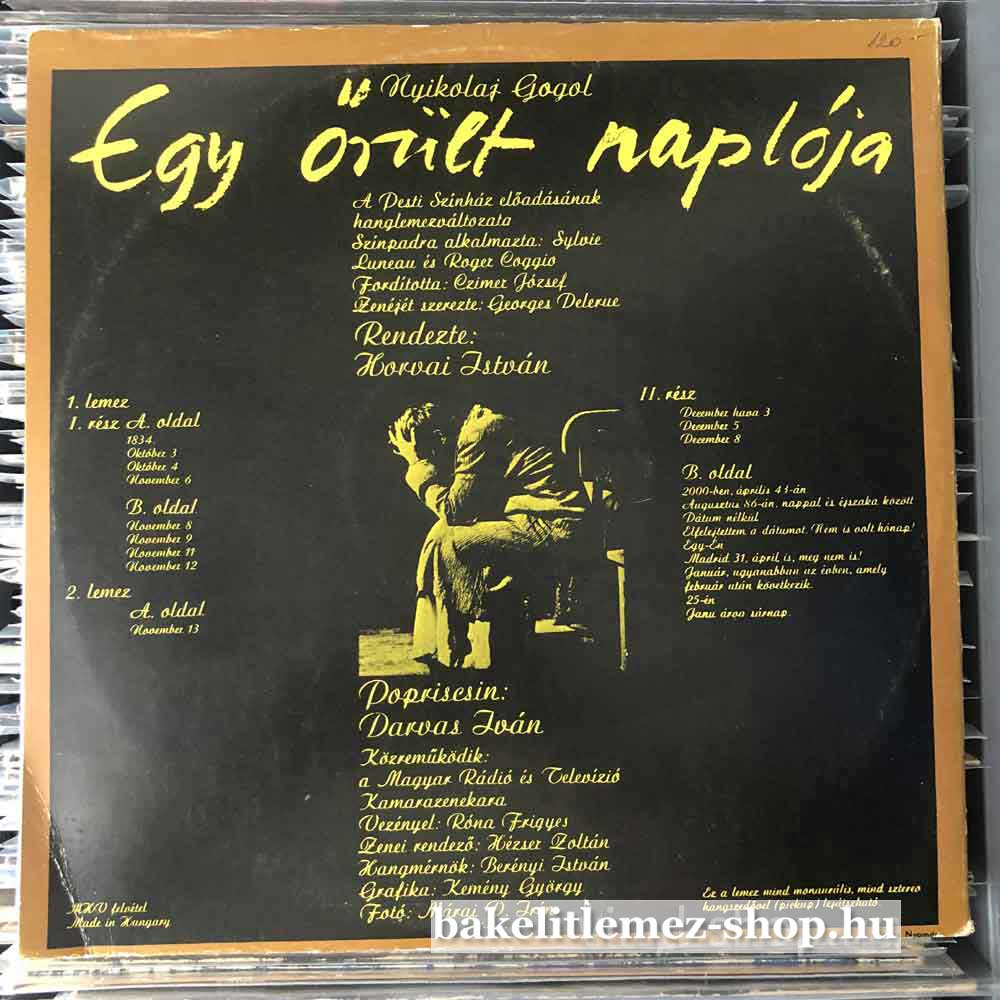 120.-
Nyikolaj Gogol
Egy őrült naplója
A Pesti Színház előadásának
hanglemezváltozata
Színpadra alkalmazta: Sylvie
Luneau és Roger Coggio
Fordította: Czimer József
Zenéjét szerezte: Georges Delerue
Rendezte:
Horvai István
1. lemez
I. rész A. oldal
1834.
Október 3
Október 4
November 6
B. oldal
November 8
November 9
November 11
November 12
2. lemez
A. oldal
November 13
II. rész
December hava 3
December 5
December 8
B. oldal
2000-ben, április 43-án
Augusztus 86-án, nappal és éjszaka között
Dátum nélkül
Elfelejtettem a dátumot. Nem is volt hónap!
Egy-Én
Madrid 31, ápril is, meg nem is!
Január, ugyanabban az évben, amely
február után következik.
25-én
Janu áron sárnap.
Popriscsin:
Darvas Iván
Közreműködik:
a Magyar Rádió és Televízió
Kamarazenekara
Vezényel: Róna Frigyes
Zenei rendező: Hézser Zoltán
Hangmérnök: Berényi István
Grafika: Kemény György
Fotó:
MHV felvétel
Made in Hungary
Ez a lemez mind monaurális, mind sztereo
hangszedővel (pickup) lejátszható
bakelitlemez-shop.hu